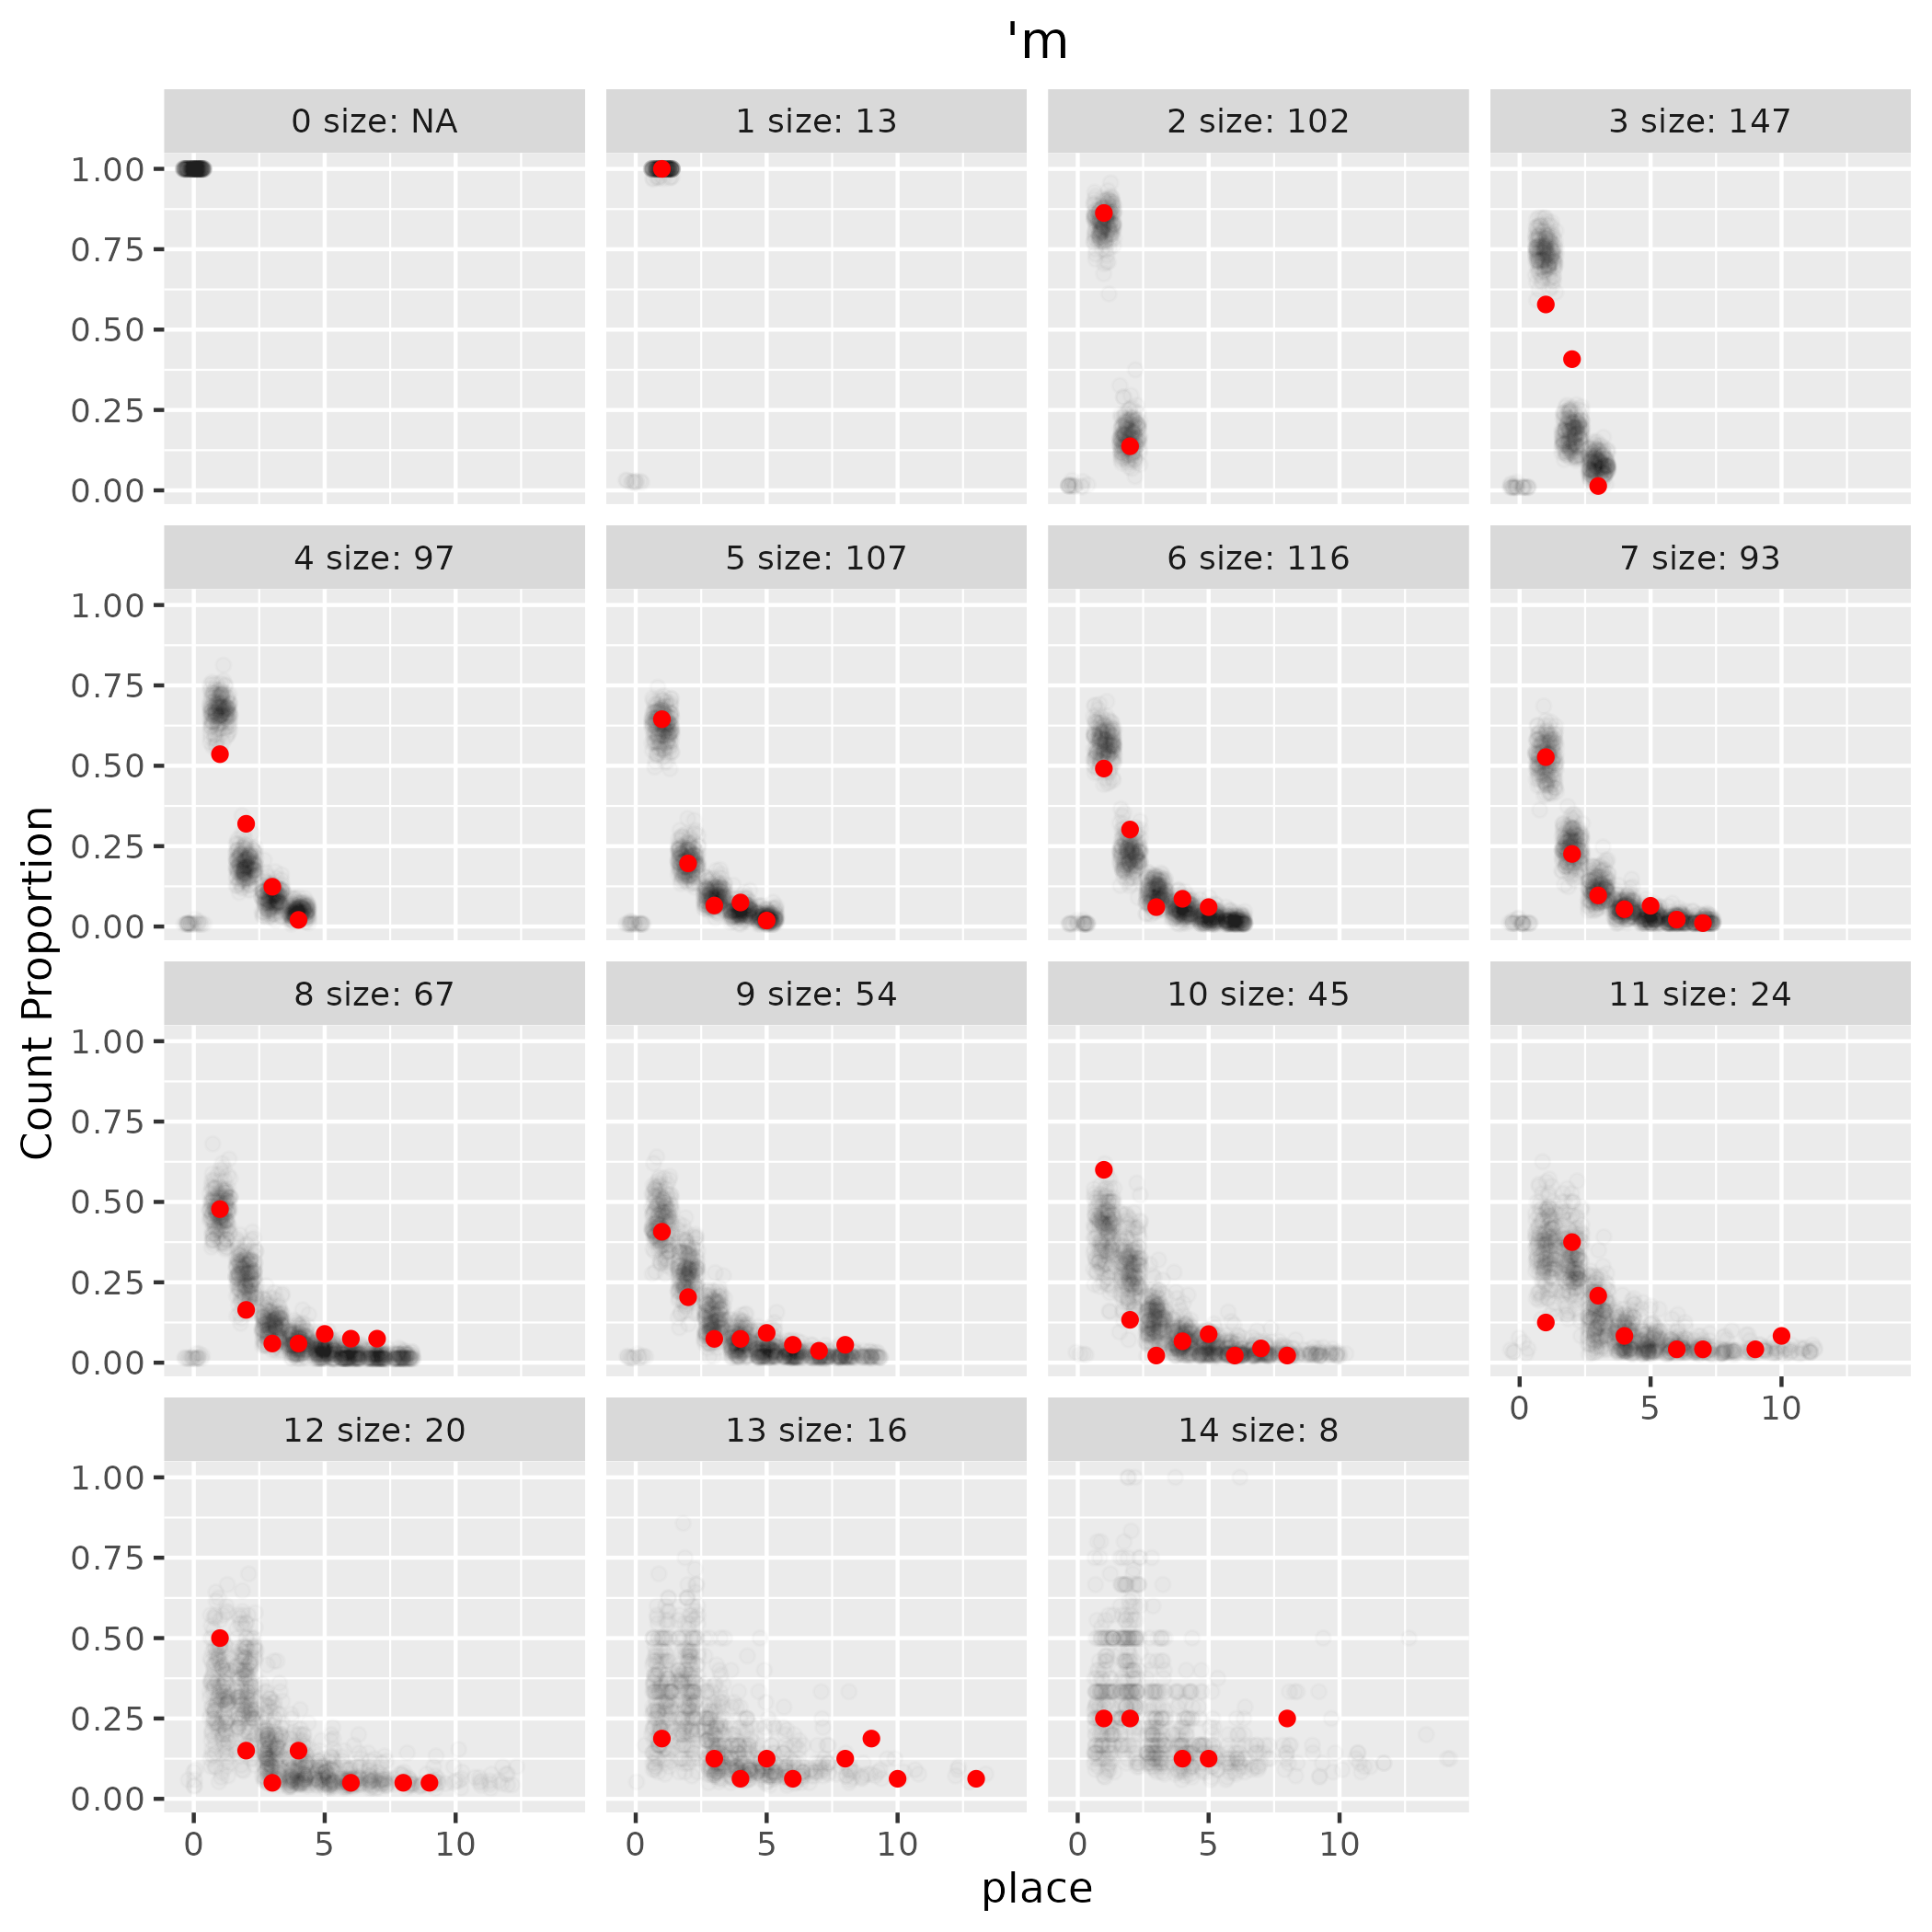 'm
0 size: NA
1 size: 13
2 size: 102
3 size: 147
1.00
0.75
0.50
0.25
0.00
4 size: 97
5 size: 107
6 size: 116
7 size: 93
1.00
0.75
0.50
0.25
0.00
Count Proportion
8 size: 67
9 size: 54
10 size: 45
11 size: 24
1.00
0.75
0.50
0.25
0.00
0 5 10
12 size: 20
13 size: 16
14 size: 8
1.00
0.75
0.50
0.25
0.00
0 5 10
0 5 10
0 5 10
place